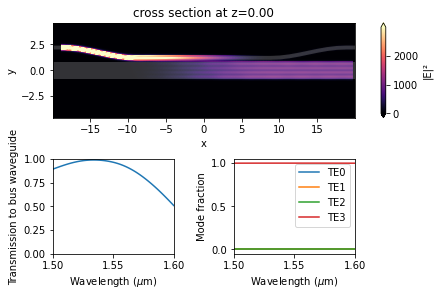 cross section at z=0.00
y
2.5
0.0
−2.5
−15
−10
−5
0
5
10
15
x
2000
1000
0
|E|²
Transmission to bus waveguide
1.00
0.75
0.50
0.25
0.00
1.50
1.55
1.60
Wavelength (μm)
Mode fraction
1.0
0.5
0.0
1.50
1.55
1.60
Wavelength (μm)
TE0
TE1
TE2
TE3